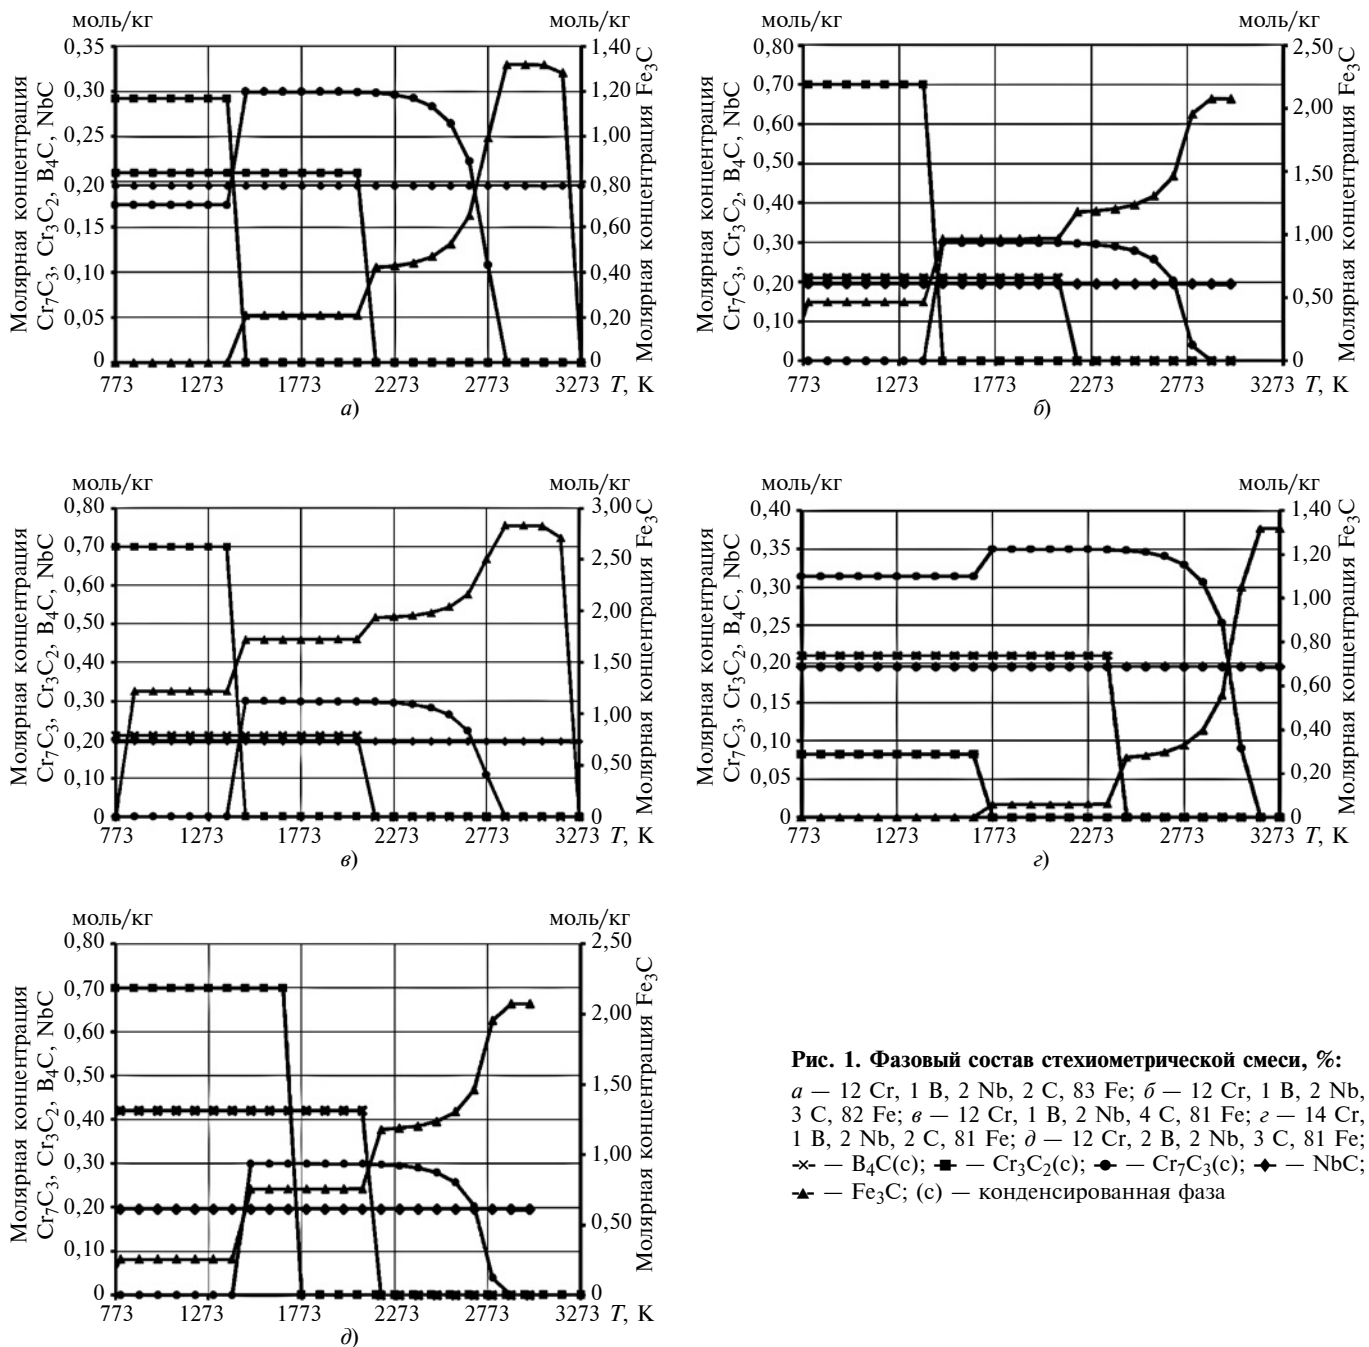 моль/кг
моль/кг
Молярная концентрация
Cr₇C₃, Cr₃C₂, B₄C, NbC
0,35
0,30
0,25
0,20
0,15
0,10
0,05
0
1,40
1,20
1,00
0,80
0,60
0,40
0,20
0
Молярная концентрация Fe₃C
773
1273
1773
2273
2773
3273
T, K
а)
моль/кг
моль/кг
Молярная концентрация
Cr₇C₃, Cr₃C₂, B₄C, NbC
0,80
0,70
0,60
0,50
0,40
0,30
0,20
0,10
0
2,50
2,00
1,50
1,00
0,50
0
Молярная концентрация Fe₃C
773
1273
1773
2273
2773
3273
T, K
б)
моль/кг
моль/кг
Молярная концентрация
Cr₇C₃, Cr₃C₂, B₄C, NbC
0,80
0,70
0,60
0,50
0,40
0,30
0,20
0,10
0
3,00
2,50
2,00
1,50
1,00
0,50
0
Молярная концентрация Fe₃C
773
1273
1773
2273
2773
3273
T, K
в)
моль/кг
моль/кг
Молярная концентрация
Cr₇C₃, Cr₃C₂, B₄C, NbC
0,40
0,35
0,30
0,25
0,20
0,15
0,10
0,05
0
1,40
1,20
1,00
0,80
0,60
0,40
0,20
0
Молярная концентрация Fe₃C
773
1273
1773
2273
2773
3273
T, K
г)
моль/кг
моль/кг
Молярная концентрация
Cr₇C₃, Cr₃C₂, B₄C, NbC
0,80
0,70
0,60
0,50
0,40
0,30
0,20
0,10
0
2,50
2,00
1,50
1,00
0,50
0
Молярная концентрация Fe₃C
773
1273
1773
2273
2773
3273
T, K
д)
Рис. 1. Фазовый состав стехиометрической смеси, %:
а — 12 Cr, 1 B, 2 Nb, 2 C, 83 Fe; б — 12 Cr, 1 B, 2 Nb,
3 C, 82 Fe; в — 12 Cr, 1 B, 2 Nb, 4 C, 81 Fe; г — 14 Cr,
1 B, 2 Nb, 2 C, 81 Fe; д — 12 Cr, 2 B, 2 Nb, 3 C, 81 Fe;
— B₄C(c); — Cr₃C₂(c); — Cr₇C₃(c); — NbC;
— Fe₃C; (c) — конденсированная фаза